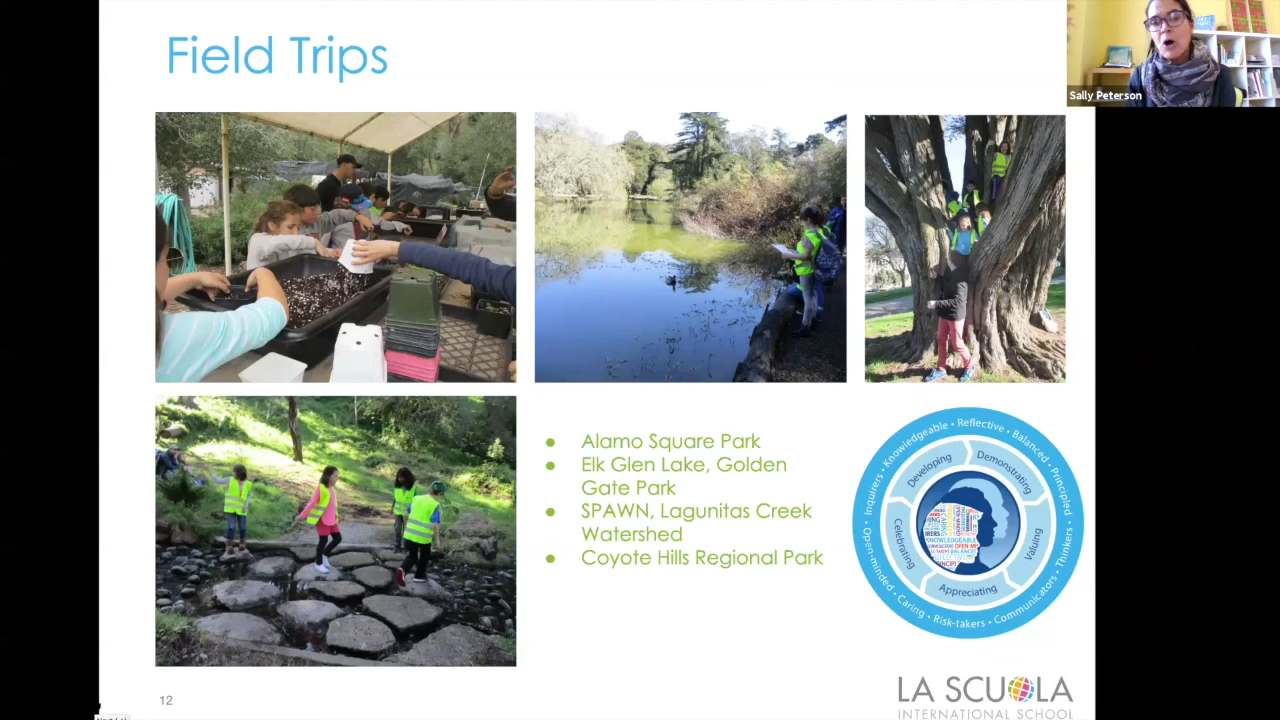 Field Trips
Sally Peterson
• Alamo Square Park
• Elk Glen Lake, Golden
Gate Park
• SPAWN, Lagunitas Creek
Watershed
• Coyote Hills Regional Park
Inquirers • Knowledgeable • Reflective • Balanced • Principled • Thinkers • Communicators • Risk-takers • Caring • Open-minded •
Developing
Demonstrating
Valuing
Appreciating
Celebrating
KNOWLEDGEABLE
12
LA SCUOLA
INTERNATIONAL SCHOOL